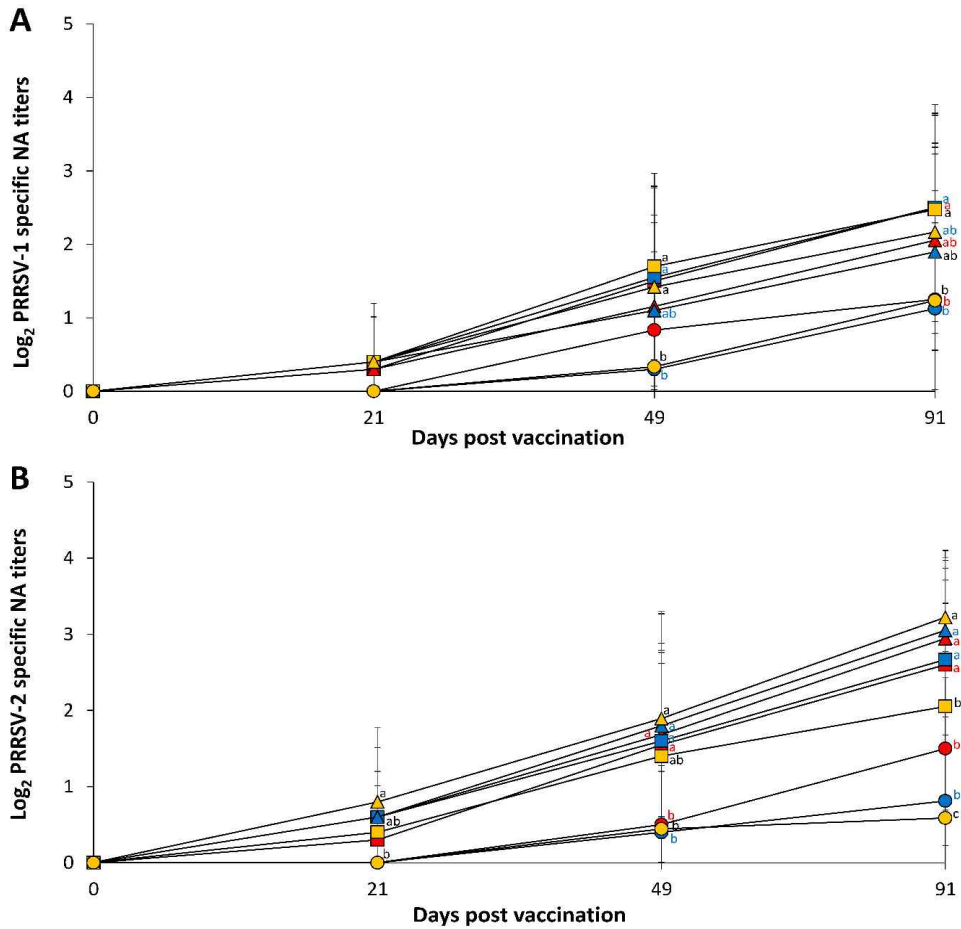 A
Log2 PRRSV-1 specific NA titers
5
4
3
2
1
0
a
a
a
ab
b
b
a
a
a
ab
ab
ab
b
b
b
0
21
49
91
Days post vaccination
B
Log2 PRRSV-2 specific NA titers
5
4
3
2
1
0
a
ab
b
a
a
a
a
a
ab
b
b
b
a
a
a
a
a
b
b
b
c
0
21
49
91
Days post vaccination